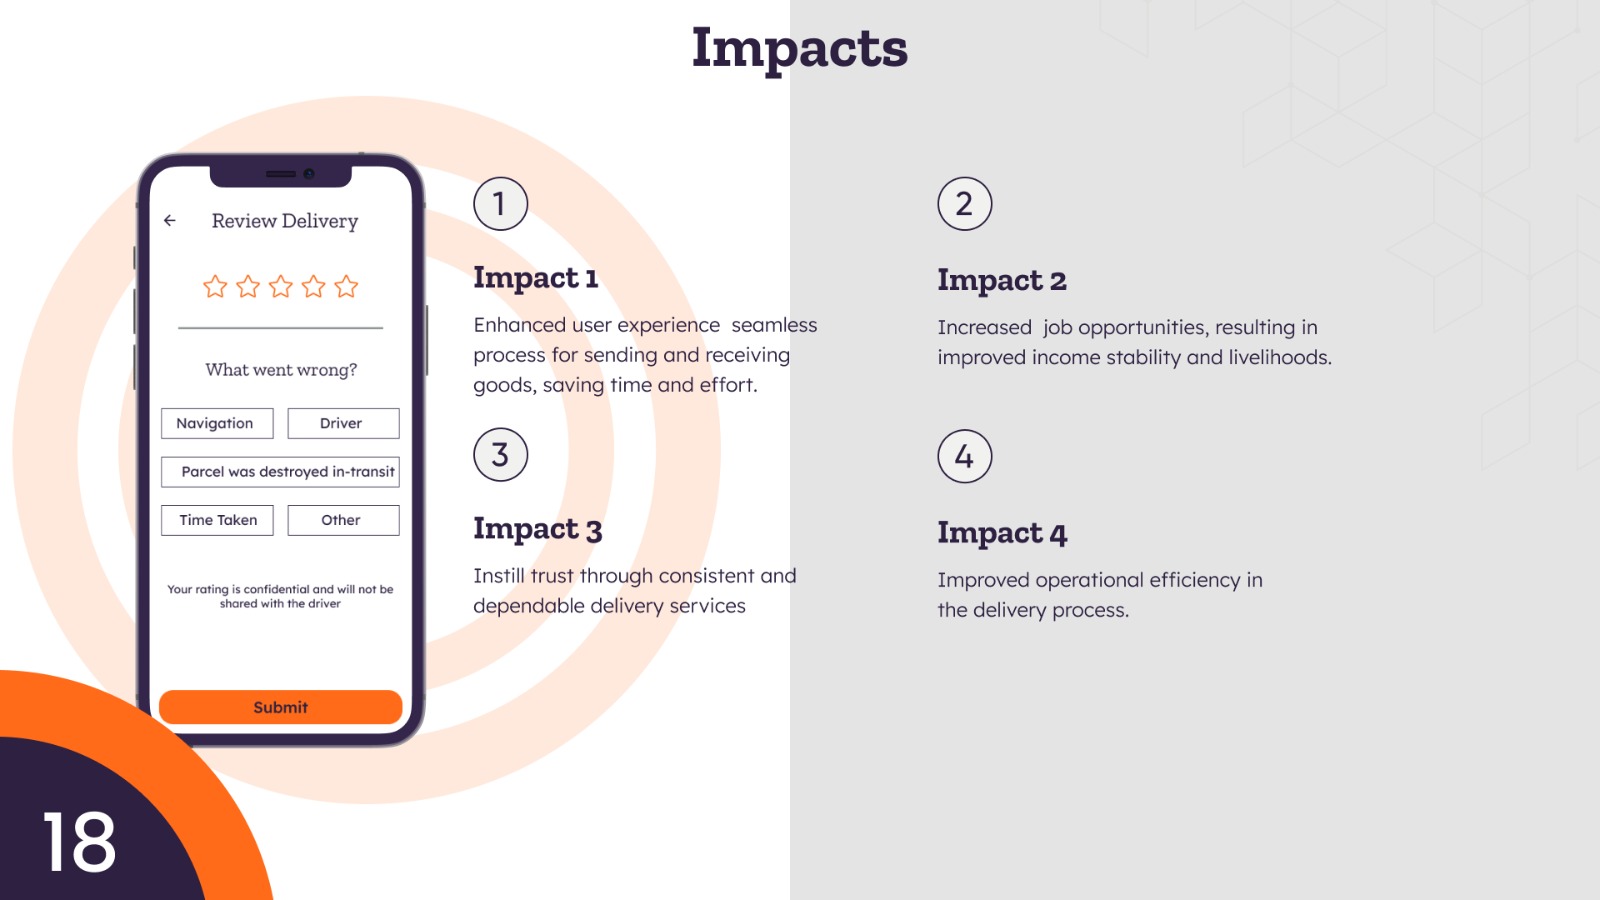 Impacts
Review Delivery
What went wrong?
Navigation
Driver
Parcel was destroyed in-transit
Time Taken
Other
Your rating is confidential and will not be
shared with the driver
Submit
1
Impact 1
Enhanced user experience  seamless
process for sending and receiving
goods, saving time and effort.
2
Impact 2
Increased  job opportunities, resulting in
improved income stability and livelihoods.
3
Impact 3
Instill trust through consistent and
dependable delivery services
4
Impact 4
Improved operational efficiency in
the delivery process.
18